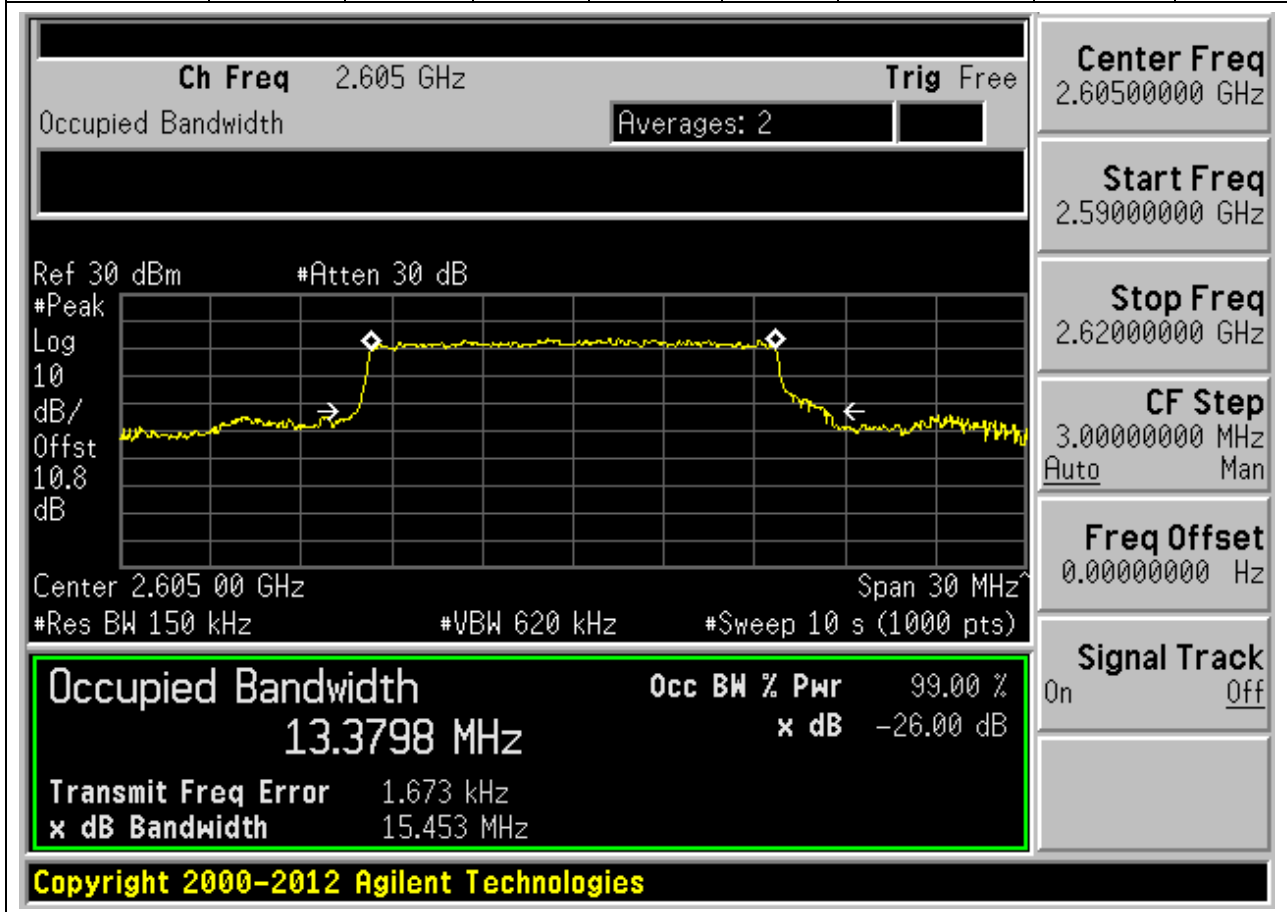 Ch Freq 2.605 GHz Trig Free
Occupied Bandwidth Averages: 2
Ref 30 dBm #Atten 30 dB
#Peak
Log
10
dB/
Offst
10.8
dB
Center 2.605 00 GHz Span 30 MHz^
#Res BW 150 kHz #VBW 620 kHz #Sweep 10 s (1000 pts)
Occupied Bandwidth Occ BW % Pwr 99.00 %
13.3798 MHz x dB -26.00 dB
Transmit Freq Error 1.673 kHz
x dB Bandwidth 15.453 MHz
Copyright 2000-2012 Agilent Technologies
Center Freq
2.60500000 GHz
Start Freq
2.59000000 GHz
Stop Freq
2.62000000 GHz
CF Step
3.00000000 MHz
Auto Man
Freq Offset
0.00000000 Hz
Signal Track
On Off